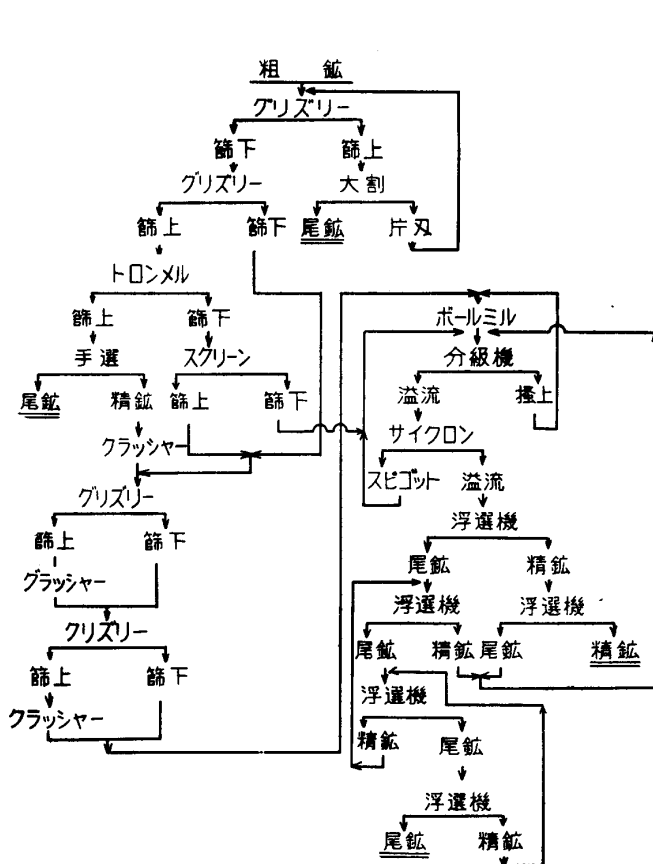 粗 鉱
グリズリー
篩下 篩上
グリズリー 大割
篩上 篩下 尾鉱 片刃
トロンメル
篩上 篩下
手選 スクリーン
尾鉱 精鉱 篩上 篩下
クラッシャー
グリズリー
篩上 篩下
グラッシャー
クリズリー
篩上 篩下
クラッシャー
ボールミル
分級機
溢流 掻上
サイクロン
スピゴット 溢流
浮選機
尾鉱 精鉱
浮選機 浮選機
尾鉱 精鉱 尾鉱 精鉱
浮選機
精鉱 尾鉱
浮選機
尾鉱 精鉱